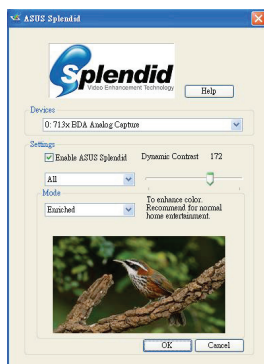 ASUS Splendid
Splendid
Video Enhancement Technology
Help
Devices
0: 713x BDA Analog Capture
Settings
Enable ASUS Splendid
Dynamic Contrast 172
All
Mode
Enriched
To enhance color.
Recommend for normal
home entertainment.
OK
Cancel